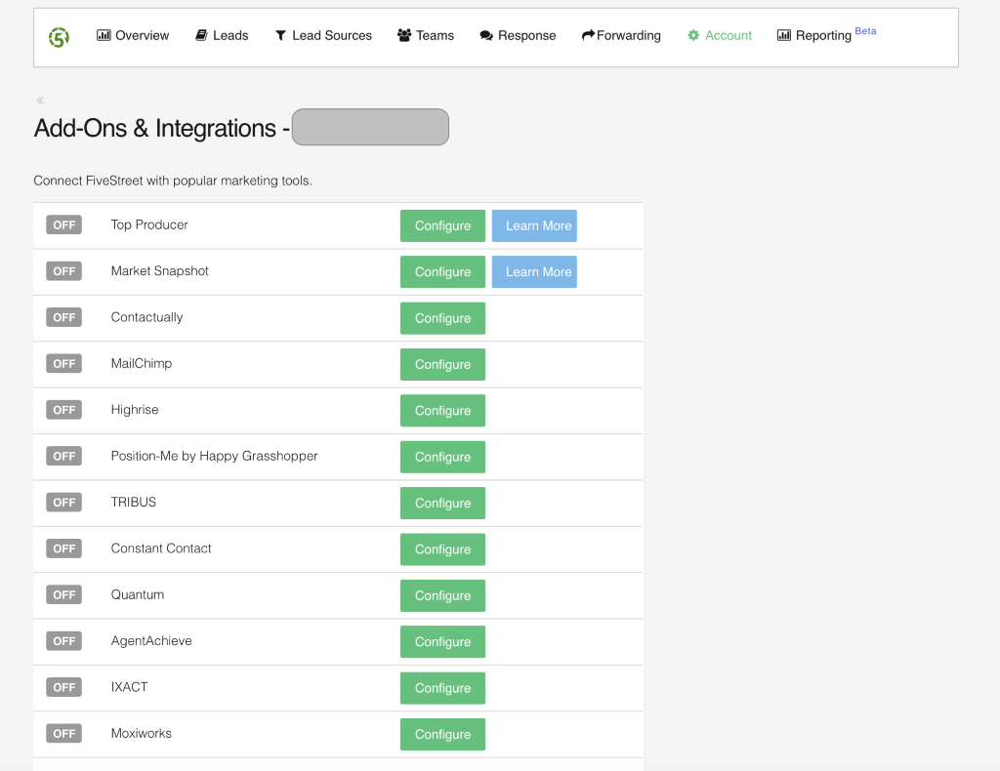 5 Overview Leads Lead Sources Teams Response Forwarding Account Reporting Beta
«
Add-Ons & Integrations -
Connect FiveStreet with popular marketing tools.
OFF Top Producer Configure Learn More
OFF Market Snapshot Configure Learn More
OFF Contactually Configure
OFF MailChimp Configure
OFF Highrise Configure
OFF Position-Me by Happy Grasshopper Configure
OFF TRIBUS Configure
OFF Constant Contact Configure
OFF Quantum Configure
OFF AgentAchieve Configure
OFF IXACT Configure
OFF Moxiworks Configure